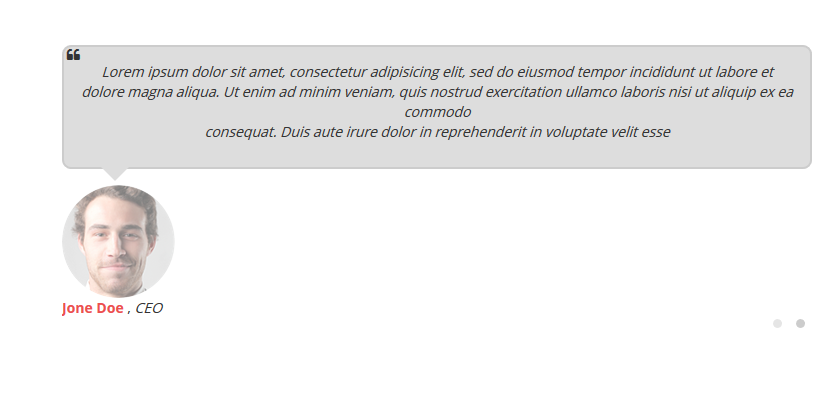 ❝
Lorem ipsum dolor sit amet, consectetur adipisicing elit, sed do eiusmod tempor incididunt ut labore et
dolore magna aliqua. Ut enim ad minim veniam, quis nostrud exercitation ullamco laboris nisi ut aliquip ex ea
commodo
consequat. Duis aute irure dolor in reprehenderit in voluptate velit esse
Jone Doe , CEO